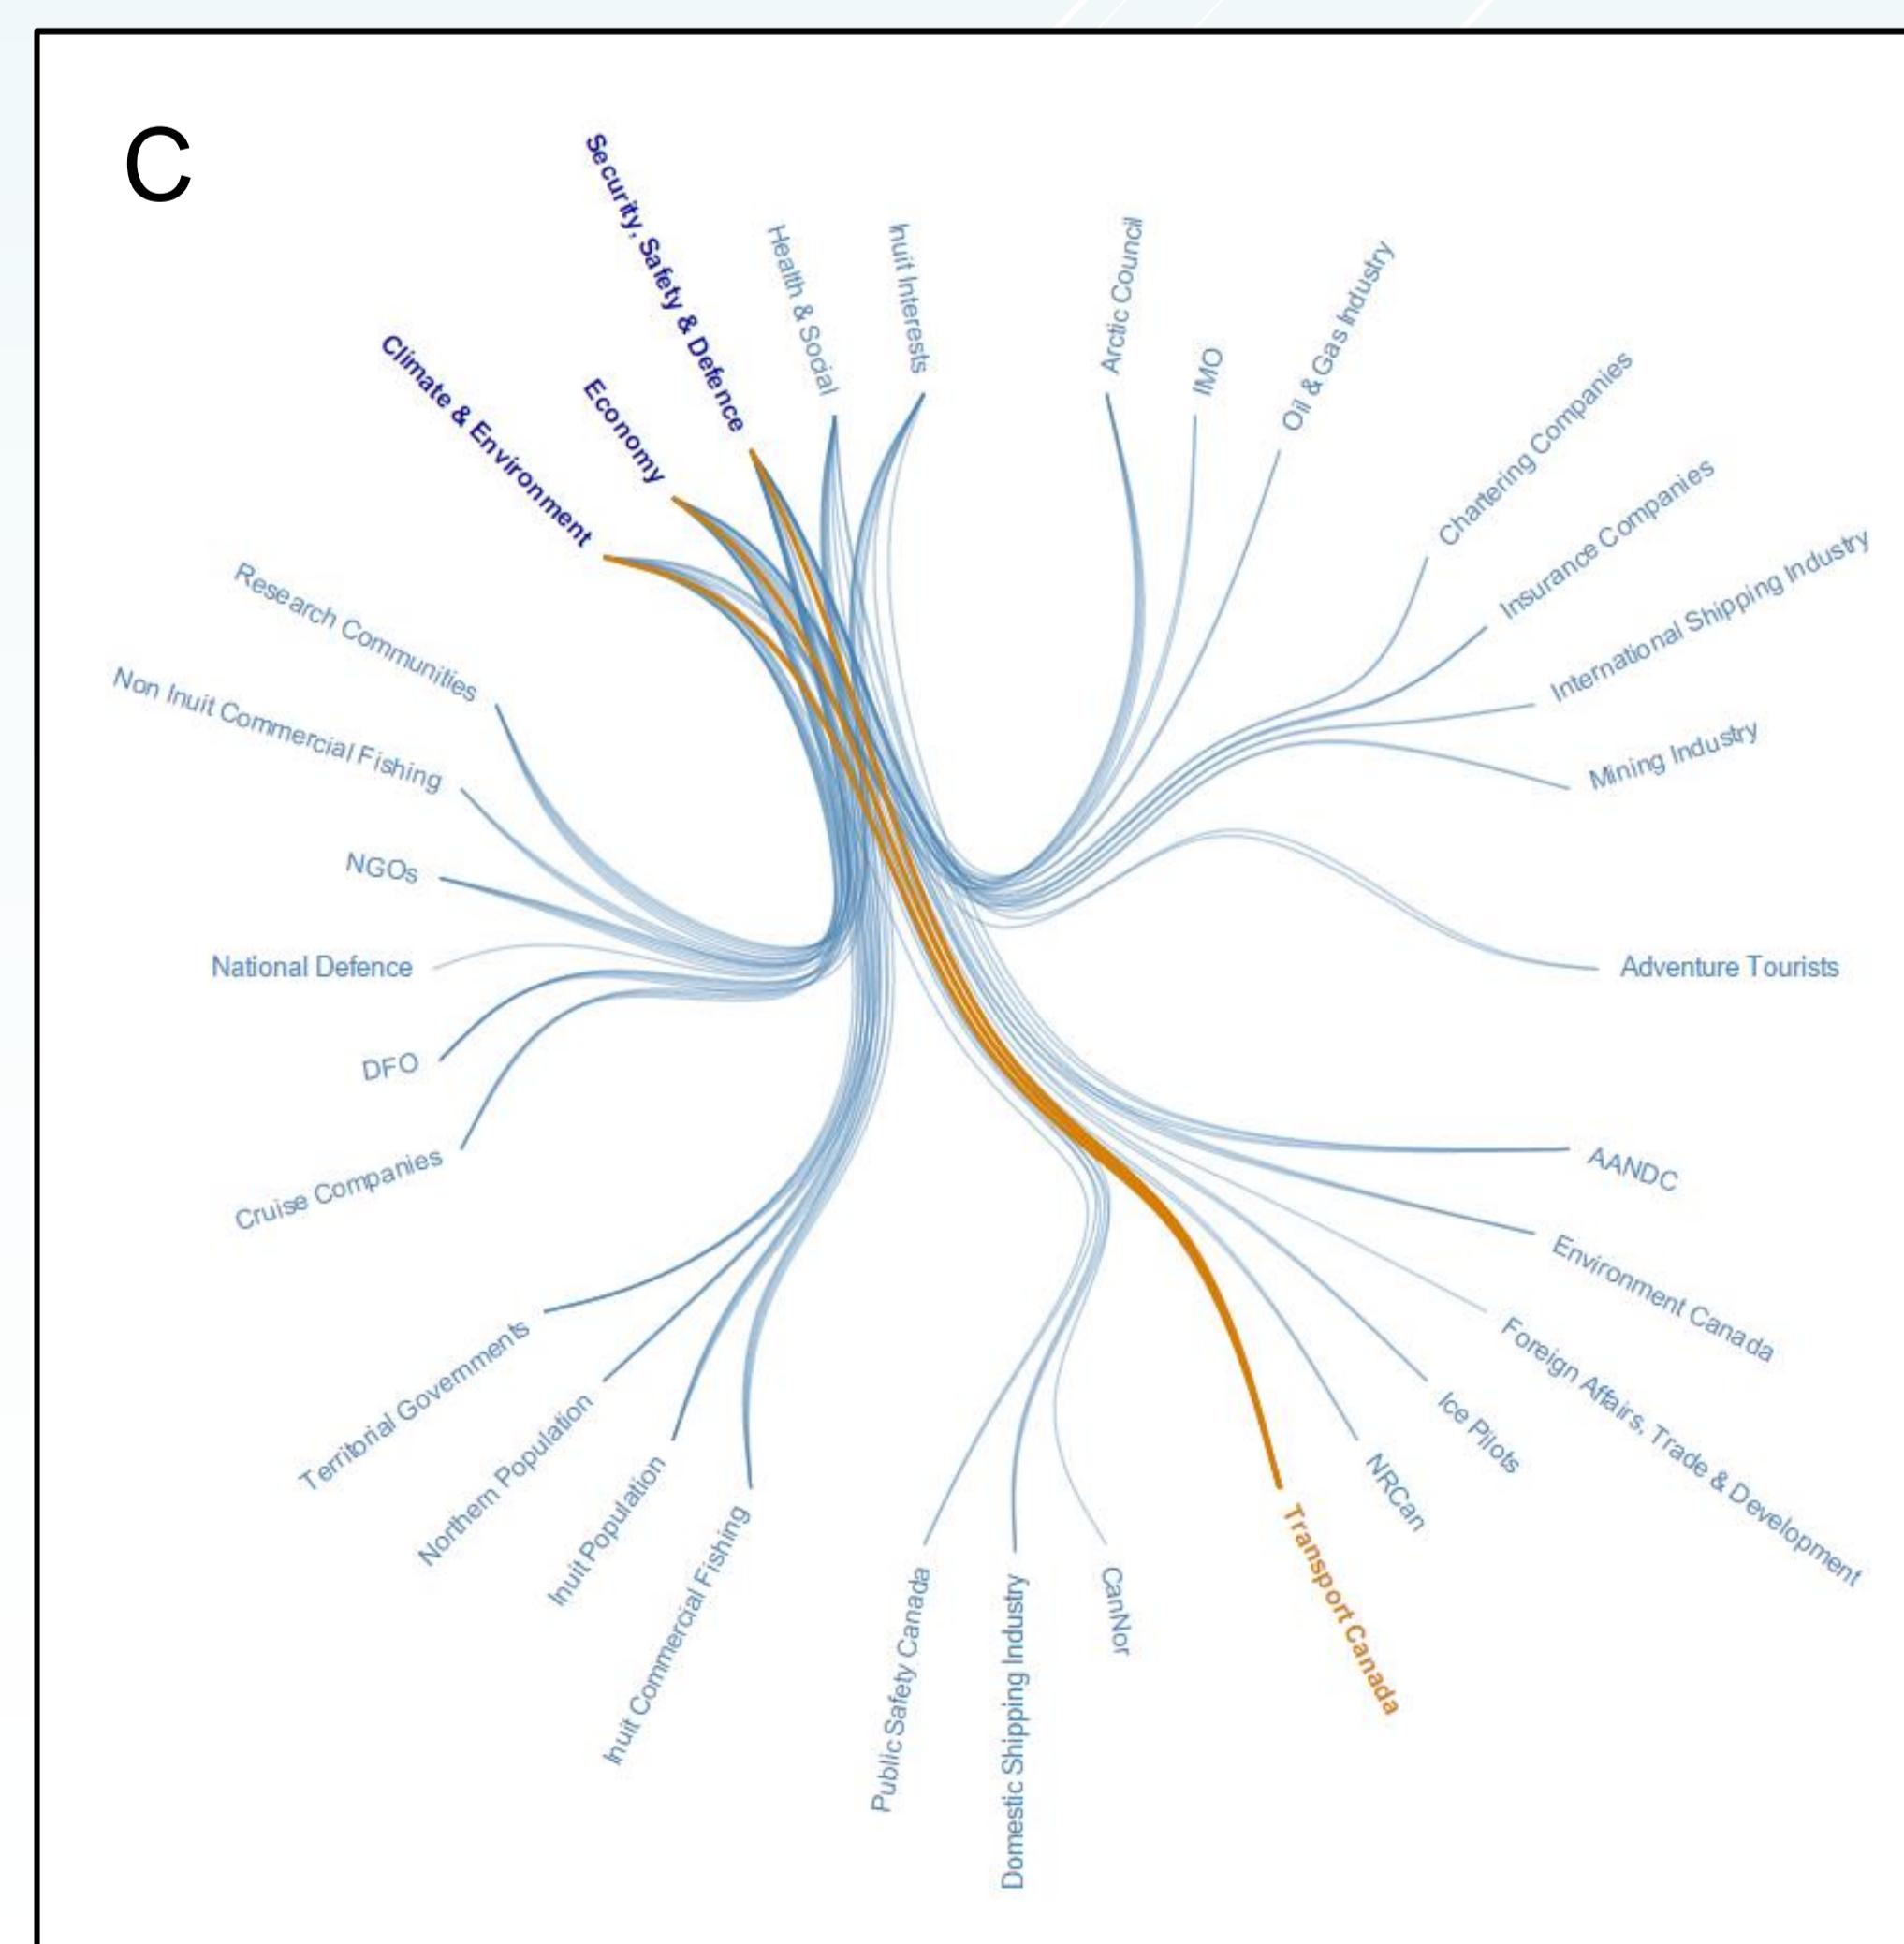 C
Security, Safety & Defence
Health & Social
Inuit Interests
Arctic Council
IMO
Oil & Gas Industry
Chartering Companies
Insurance Companies
International Shipping Industry
Mining Industry
Adventure Tourists
AANDC
Environment Canada
Foreign Affairs, Trade & Development
Ice Pilots
NRCan
Transport Canada
CanNor
Domestic Shipping Industry
Public Safety Canada
Inuit Commercial Fishing
Inuit Population
Northern Population
Territorial Governments
Cruise Companies
DFO
National Defence
NGOs
Non Inuit Commercial Fishing
Research Communities
Climate & Environment
Economy